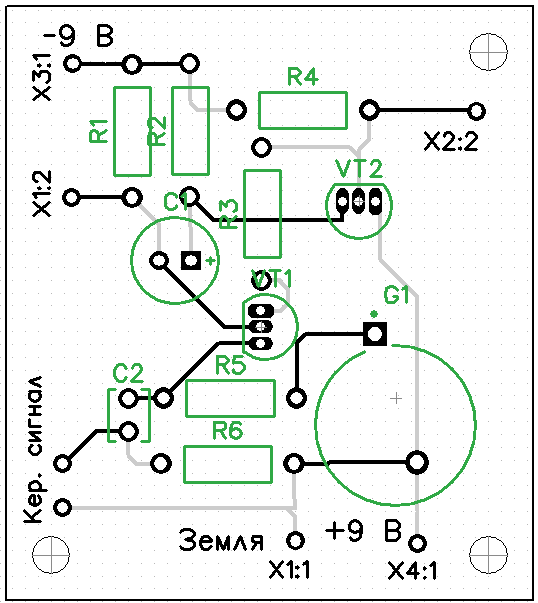 -9 В
X3:1
R1
R2
R4
X2:2
X1:2
C1
+
R3
VT2
VT1
G1
C2
R5
R6
Кер. сигнал
Земля
+9 В
X1:1
X4:1